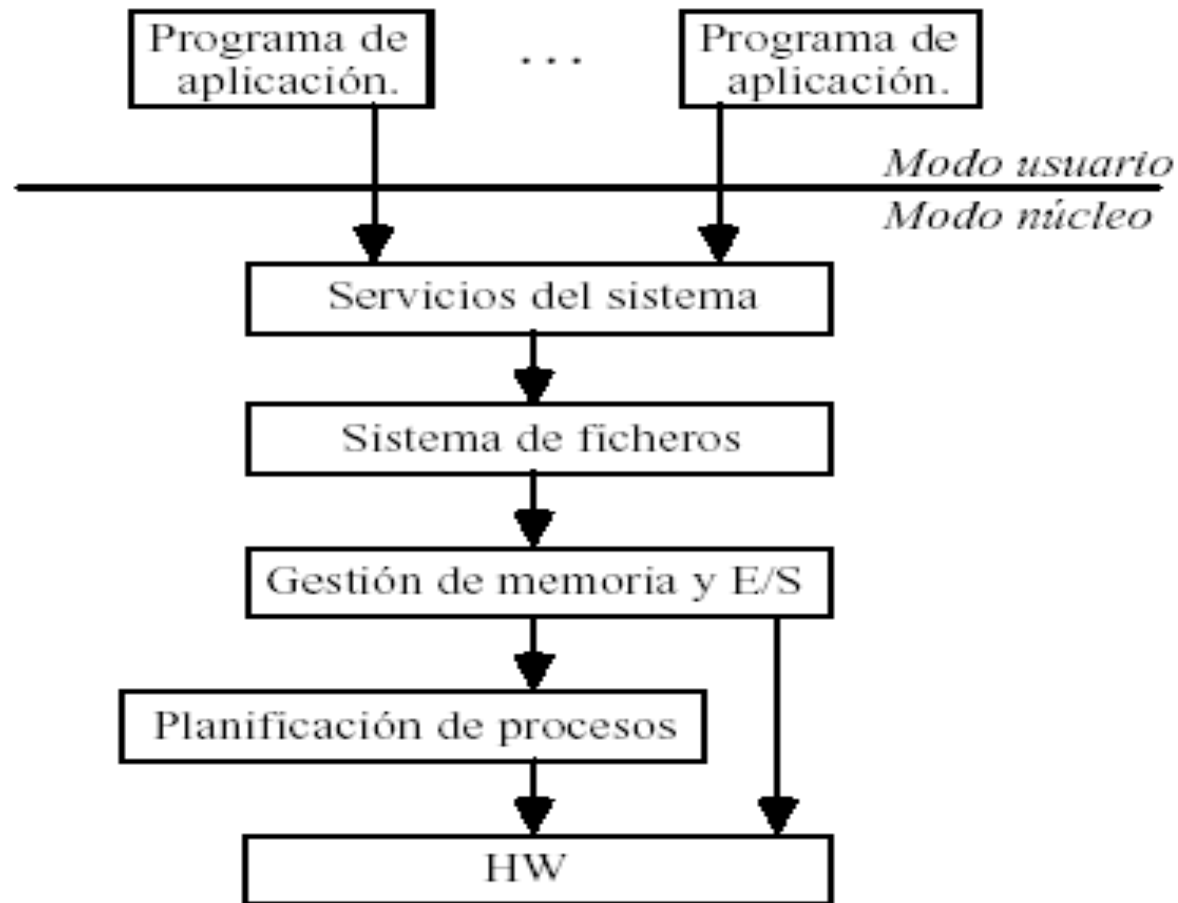 Programa de
aplicación.
...
Programa de
aplicación.
Modo usuario
Modo núcleo
Servicios del sistema
Sistema de ficheros
Gestión de memoria y E/S
Planificación de procesos
HW